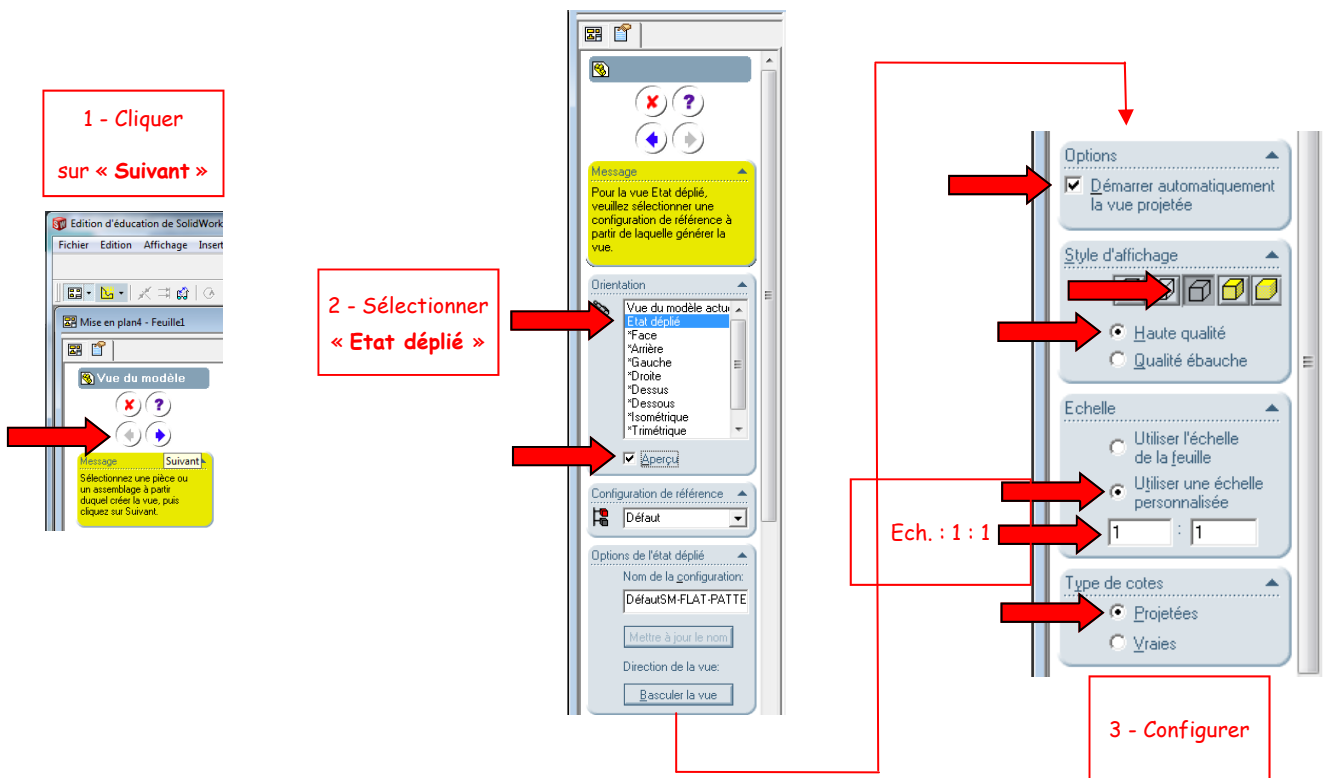 1 - Cliquer
sur « Suivant »
Edition d'éducation de SolidWork
Fichier Edition Affichage Insert
Mise en plan4 - Feuille1
Vue du modèle
Message
Suivant
Sélectionnez une pièce ou
un assemblage à partir
duquel créer la vue, puis
cliquez sur Suivant.
2 - Sélectionner
« Etat déplié »
Message
Pour la vue Etat déplié,
veuillez sélectionner une
configuration de référence à
partir de laquelle générer la
vue.
Orientation
Vue du modèle actu
Etat déplié
*Face
*Arrière
*Gauche
*Droite
*Dessus
*Dessous
*Isométrique
*Trimétrique
Aperçu
Configuration de référence
Défaut
Options de l'état déplié
Nom de la configuration:
DéfautSM-FLAT-PATTE
Mettre à jour le nom
Direction de la vue:
Basculer la vue
Options
Démarrer automatiquement
la vue projetée
Style d'affichage
Haute qualité
Qualité ébauche
Echelle
Utiliser l'échelle
de la feuille
Utiliser une échelle
personnalisée
1 : 1
Ech. : 1 : 1
Type de cotes
Projetées
Vraies
3 - Configurer